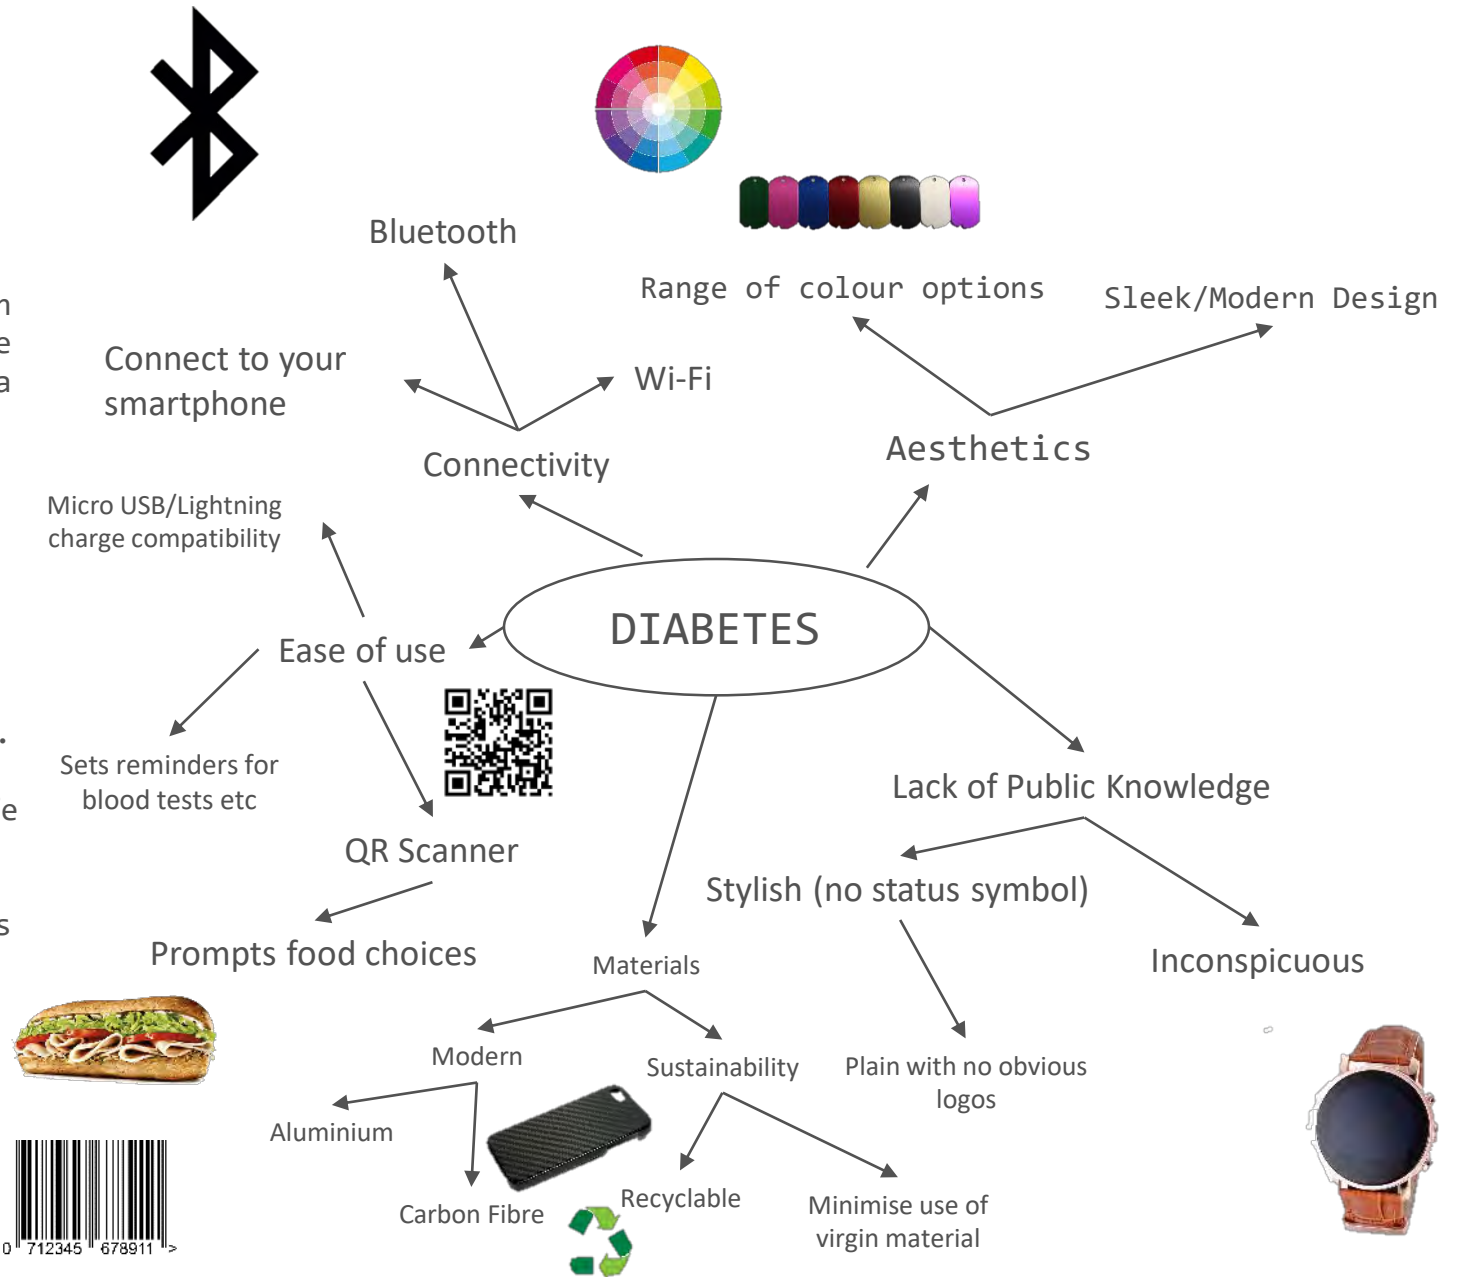 Bluetooth
Range of colour options
Sleek/Modern Design
Connect to your
smartphone
Wi-Fi
Connectivity
Aesthetics
Micro USB/Lightning
charge compatibility
DIABETES
Ease of use
Sets reminders for
blood tests etc
Lack of Public Knowledge
QR Scanner
Stylish (no status symbol)
Prompts food choices
Materials
Inconspicuous
Modern
Sustainability
Plain with no obvious
logos
Aluminium
Carbon Fibre
Recyclable
Minimise use of
virgin material
0 712345 678911 >